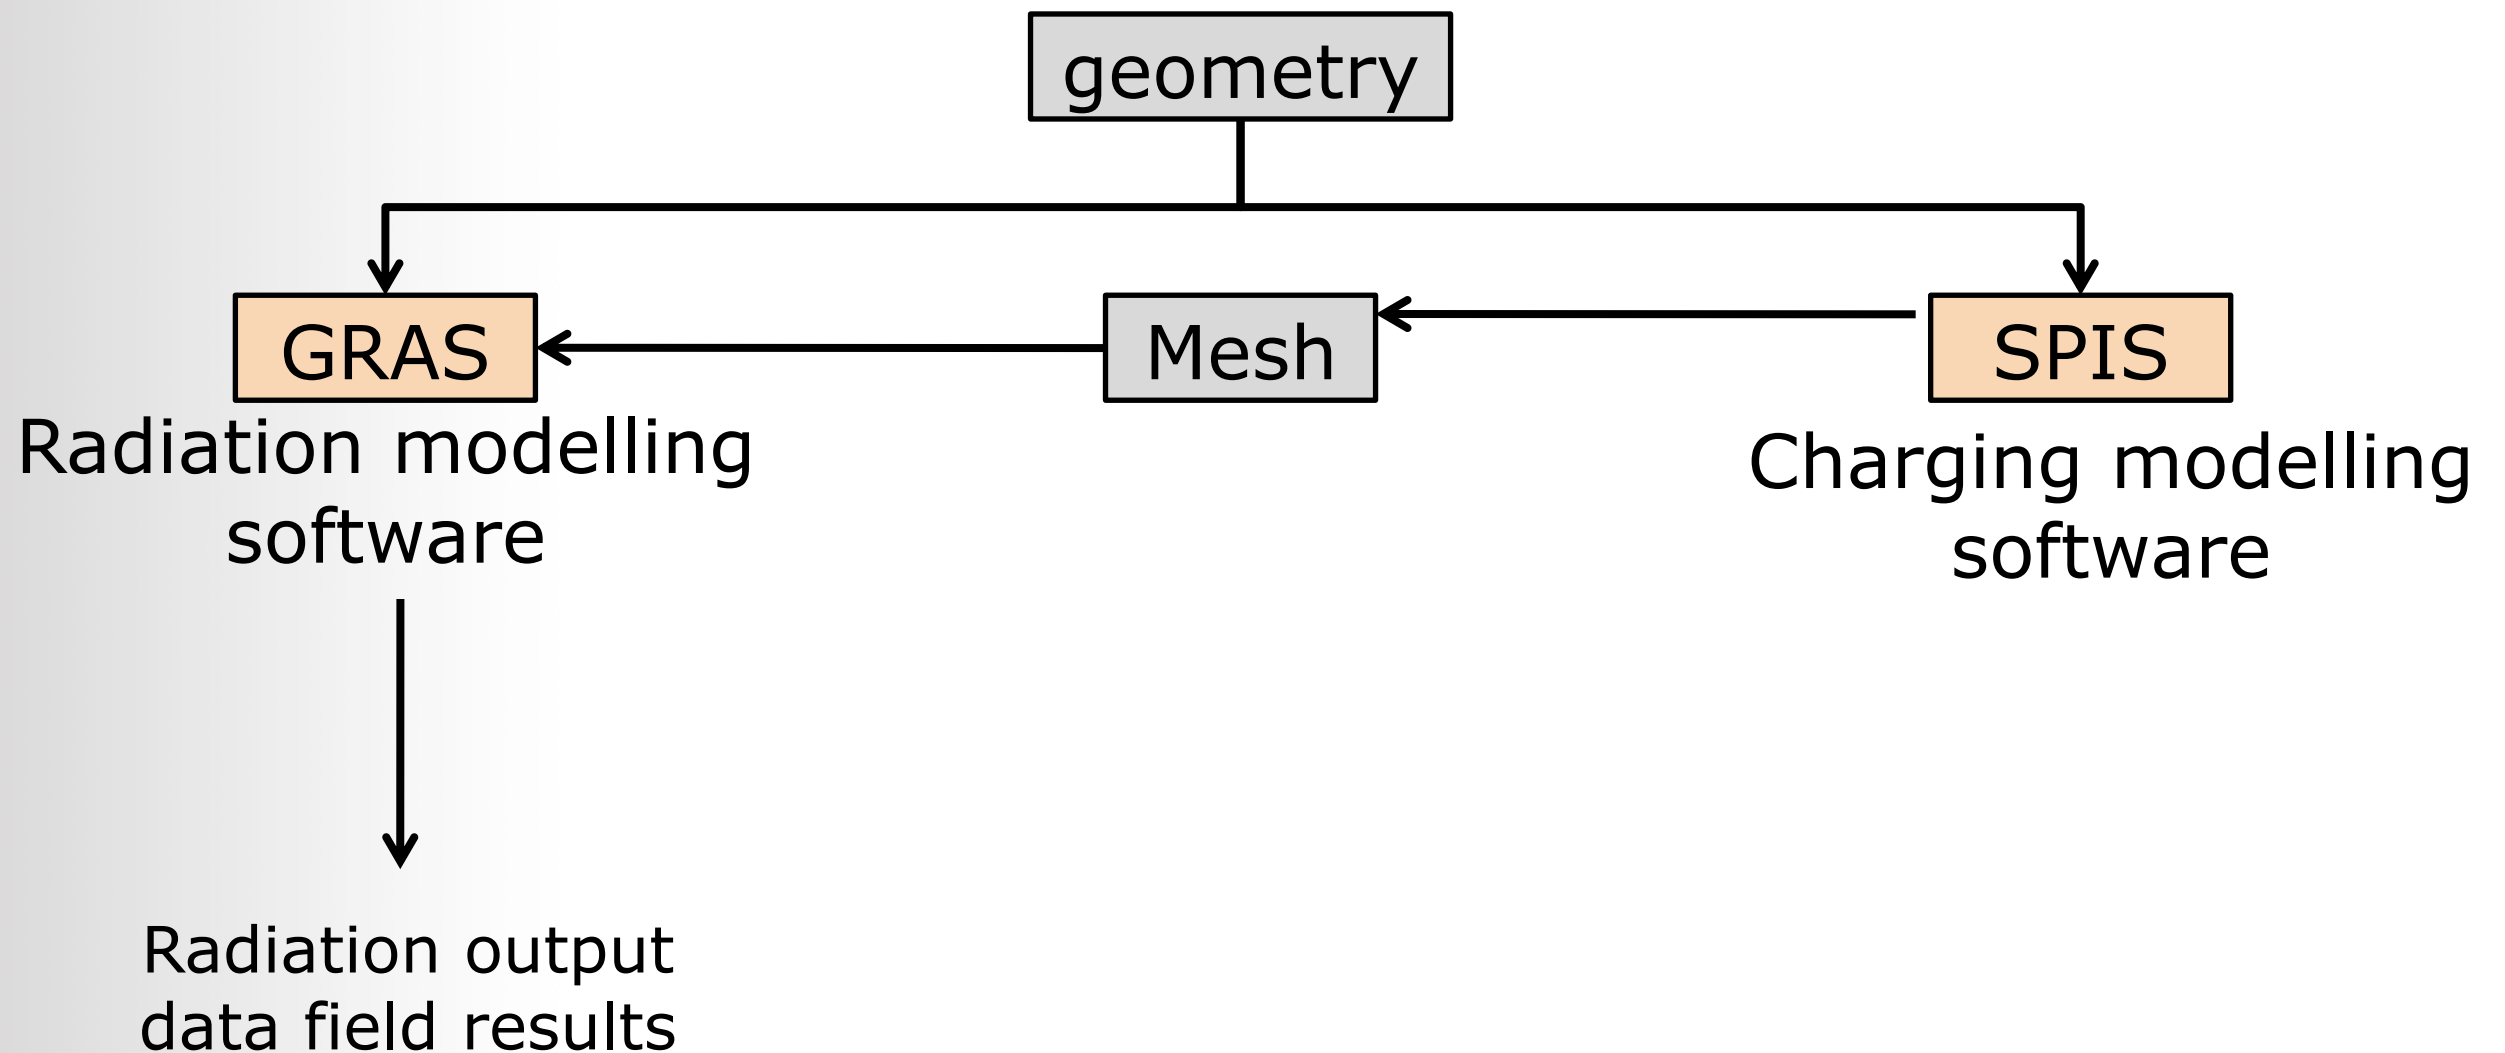 geometry
GRAS
Mesh
SPIS
Radiation modelling
software
Charging modelling
software
Radiation output
data field results